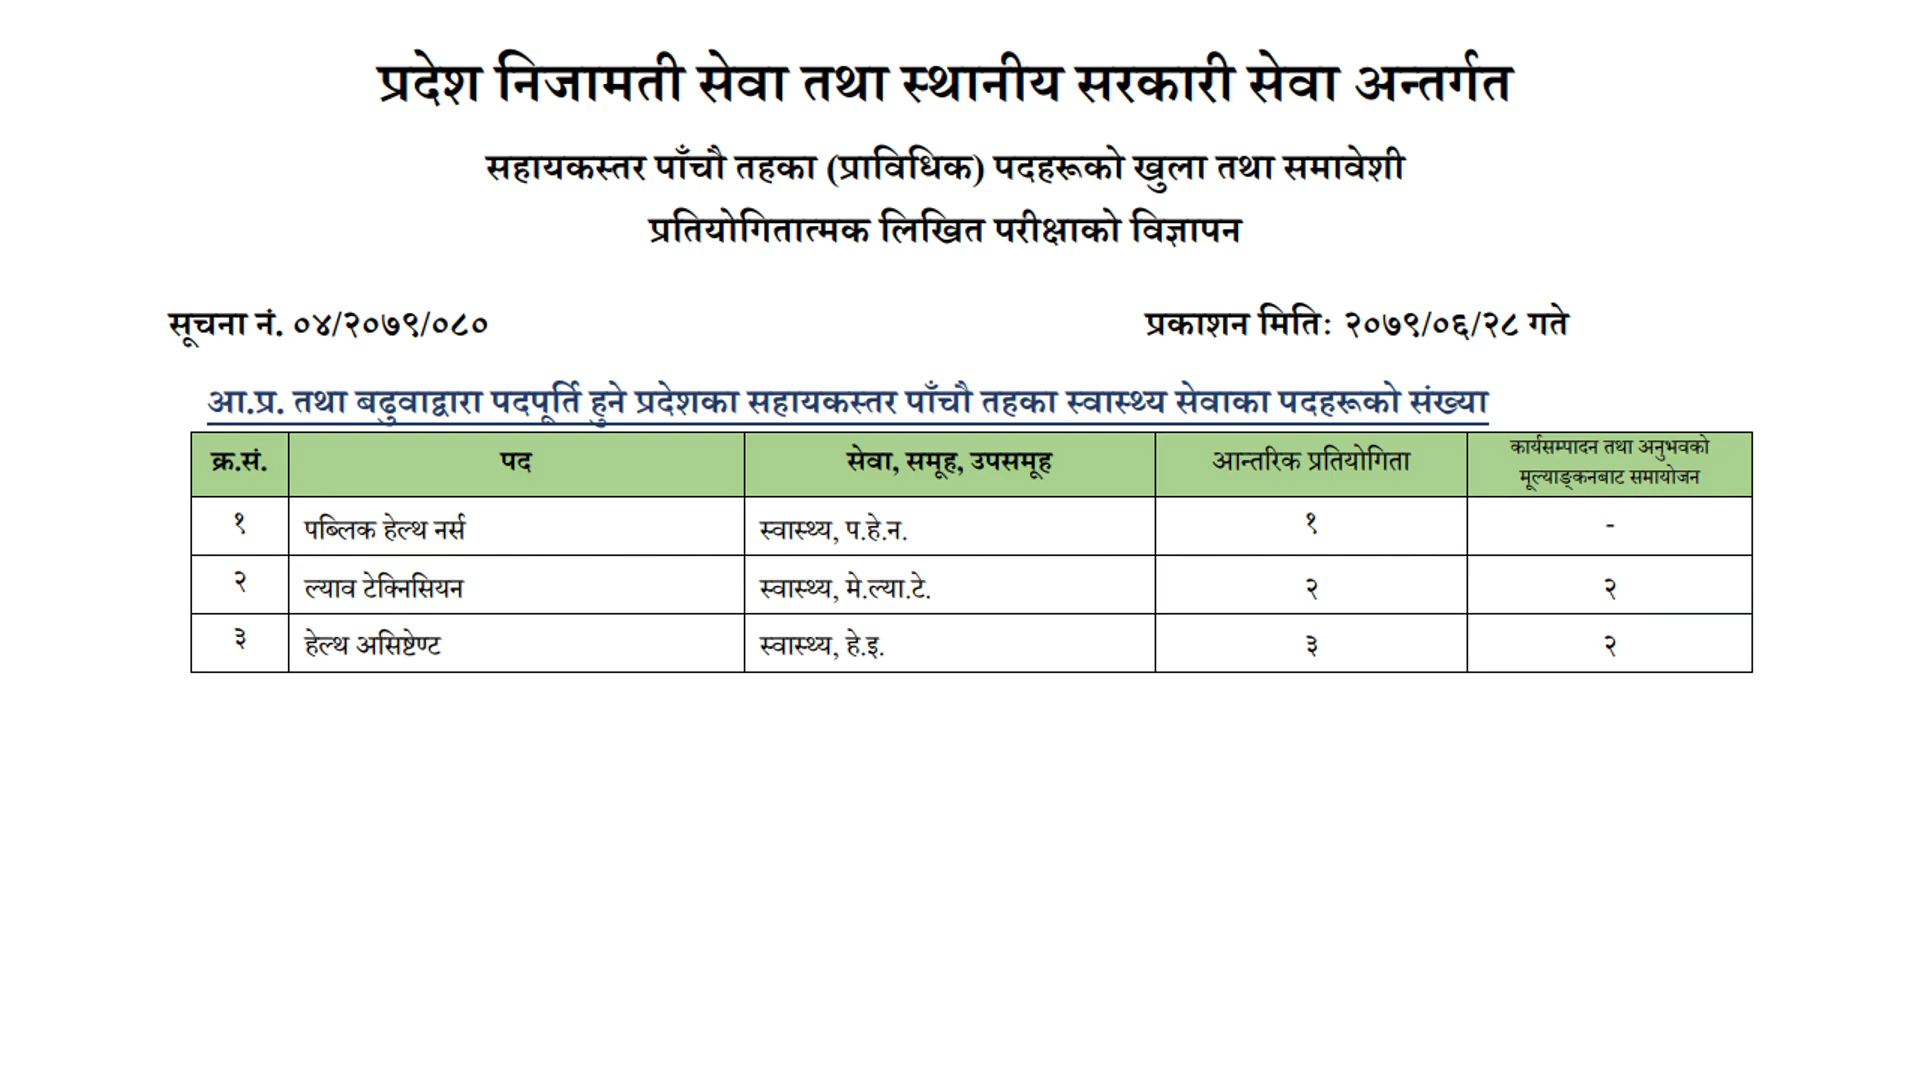 प्रदेश निजामती सेवा तथा स्थानीय सरकारी सेवा अन्तर्गत
सहायकस्तर पाँचौ तहका (प्राविधिक) पदहरूको खुला तथा समावेशी
प्रतियोगितात्मक लिखित परीक्षाको विज्ञापन
सूचना नं. ०४/२०७९/०८० प्रकाशन मितिः २०७९/०६/२८ गते
आ.प्र. तथा बढुवाद्वारा पदपूर्ति हुने प्रदेशका सहायकस्तर पाँचौ तहका स्वास्थ्य सेवाका पदहरूको संख्या
क्र.सं. पद सेवा, समूह, उपसमूह आन्तरिक प्रतियोगिता कार्यसम्पादन तथा अनुभवको
मूल्याङ्कनबाट समायोजन
१ पब्लिक हेल्थ नर्स स्वास्थ्य, प.हे.न. १ -
२ ल्याव टेक्निसियन स्वास्थ्य, मे.ल्या.टे. २ २
३ हेल्थ असिष्टेण्ट स्वास्थ्य, हे.इ. ३ २